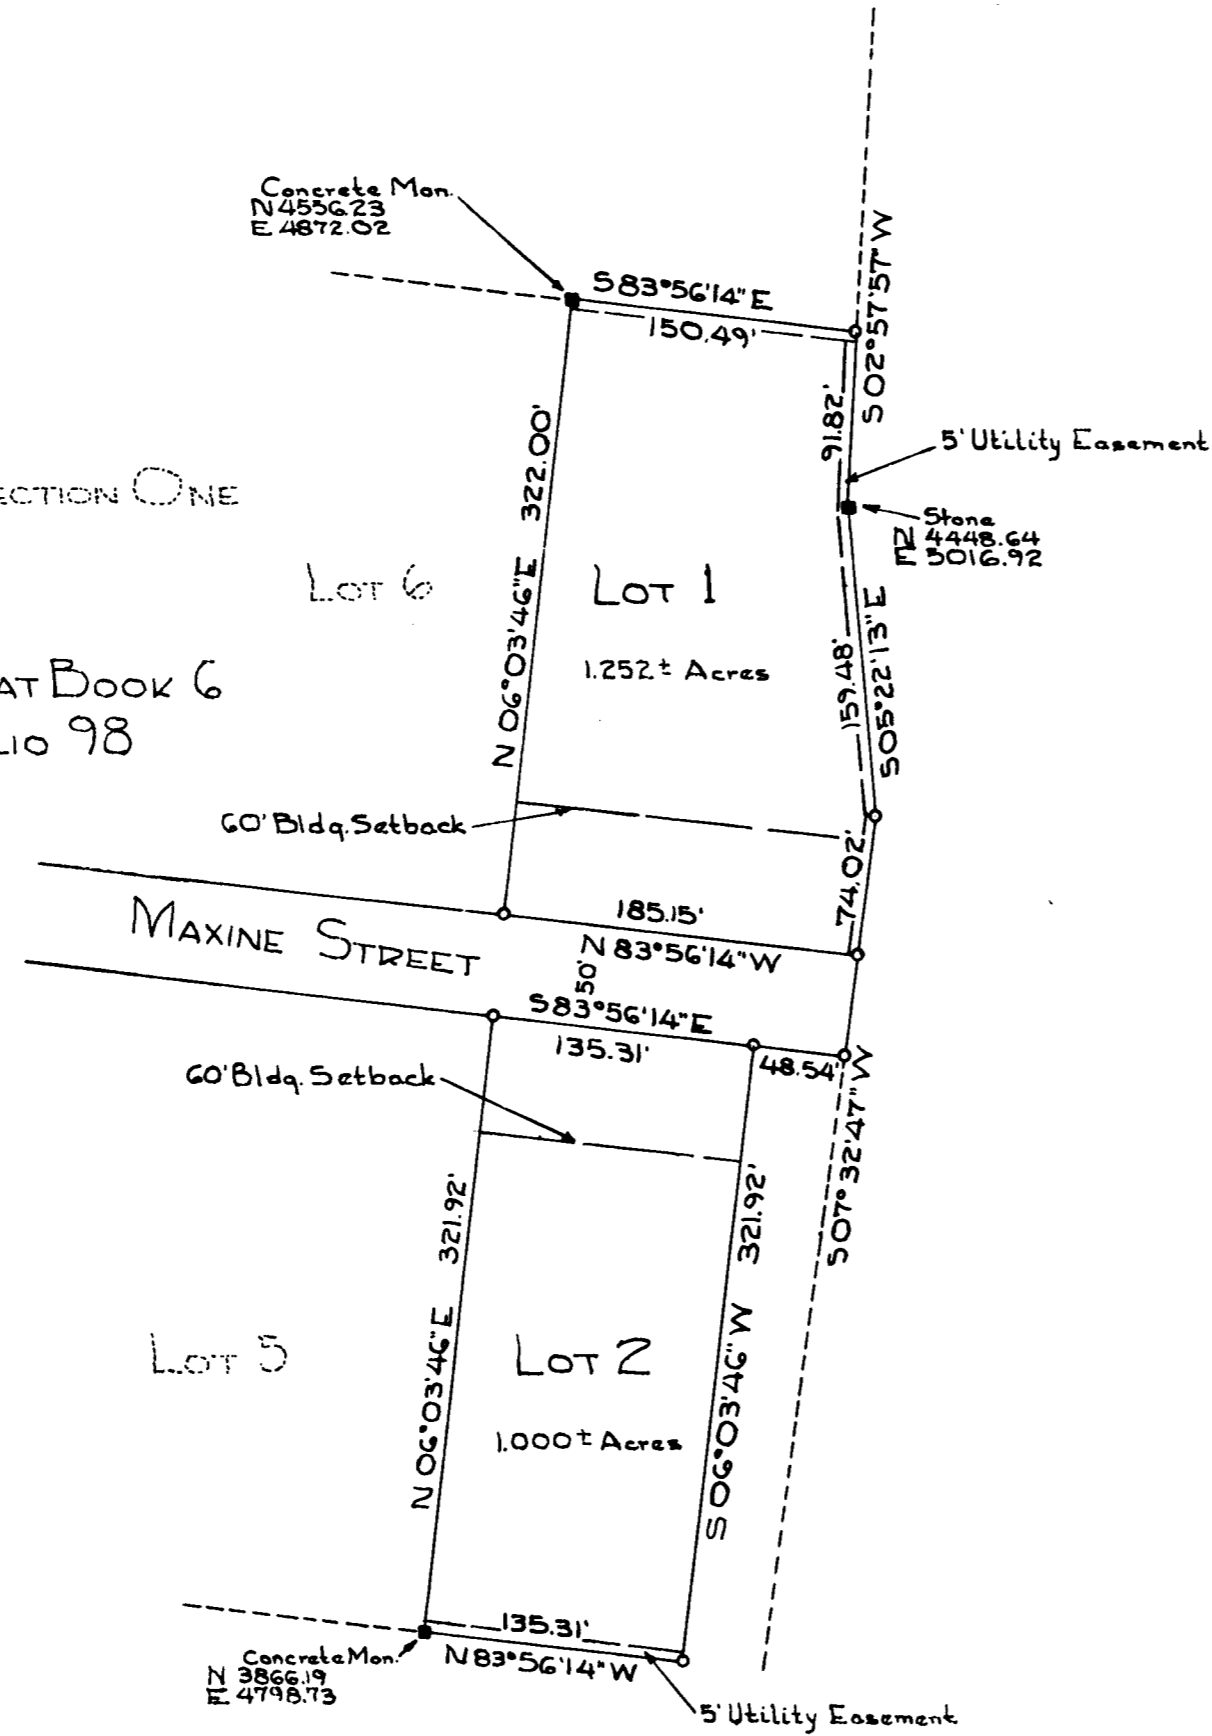 Concrete Mon.
N 4556.23
E 4872.02
S 83°56'14" E
150.49'
S 02°57'57" W
91.82'
5' Utility Easement
Stone
N 4448.64
E 5016.92
ECTION ONE
LOT 6
N 06°03'46" E 322.00'
LOT 1
1.252± Acres
159.48'
S 05°22'13" E
AT BOOK 6
LIO 98
60' Bldg. Setback
74.02'
MAXINE STREET
185.15'
N 83°56'14" W
50'
S 83°56'14" E
135.31'
48.54'
60' Bldg. Setback
S 07°32'47" W
N 06°03'46" E 321.92'
S 06°03'46" W 321.92'
LOT 5
LOT 2
1.000± Acres
135.31'
N 83°56'14" W
Concrete Mon.
N 3866.19
E 4798.73
5' Utility Easement